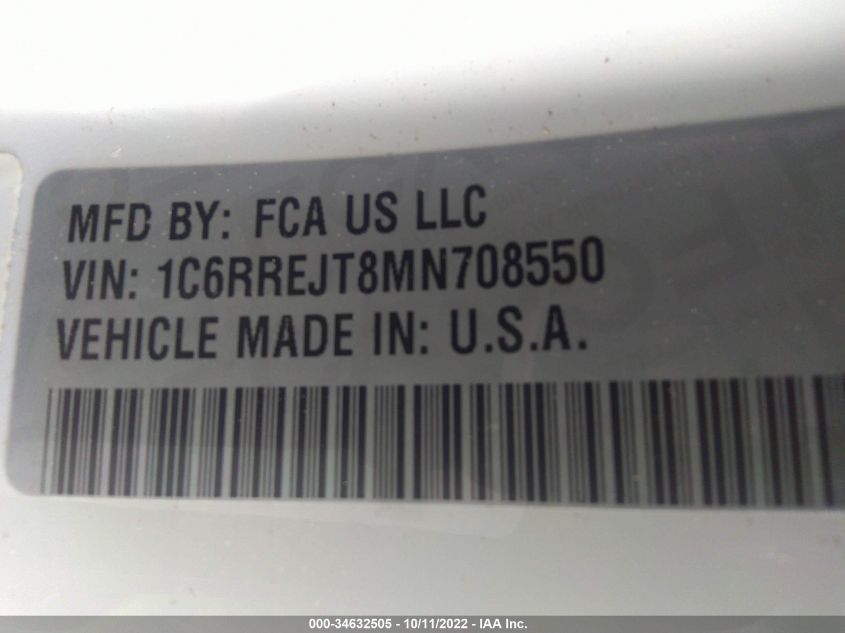 MFD BY: FCA US LLC
VIN: 1C6RREJT8MN708550
VEHICLE MADE IN: U.S.A.
000-34632505 - 10/11/2022 - IAA Inc.